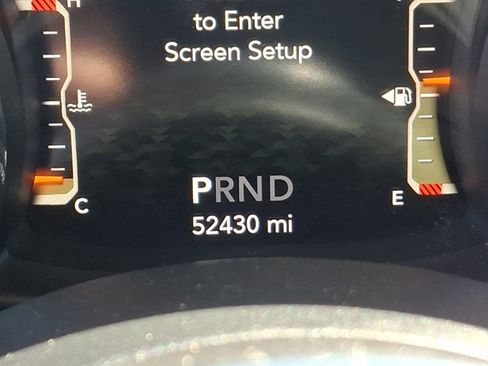 H
to Enter
Screen Setup
C
E
PRND
52430 mi